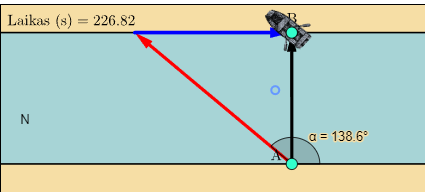 Laikas (s) = 226.82
B
N
α = 138.6°
A